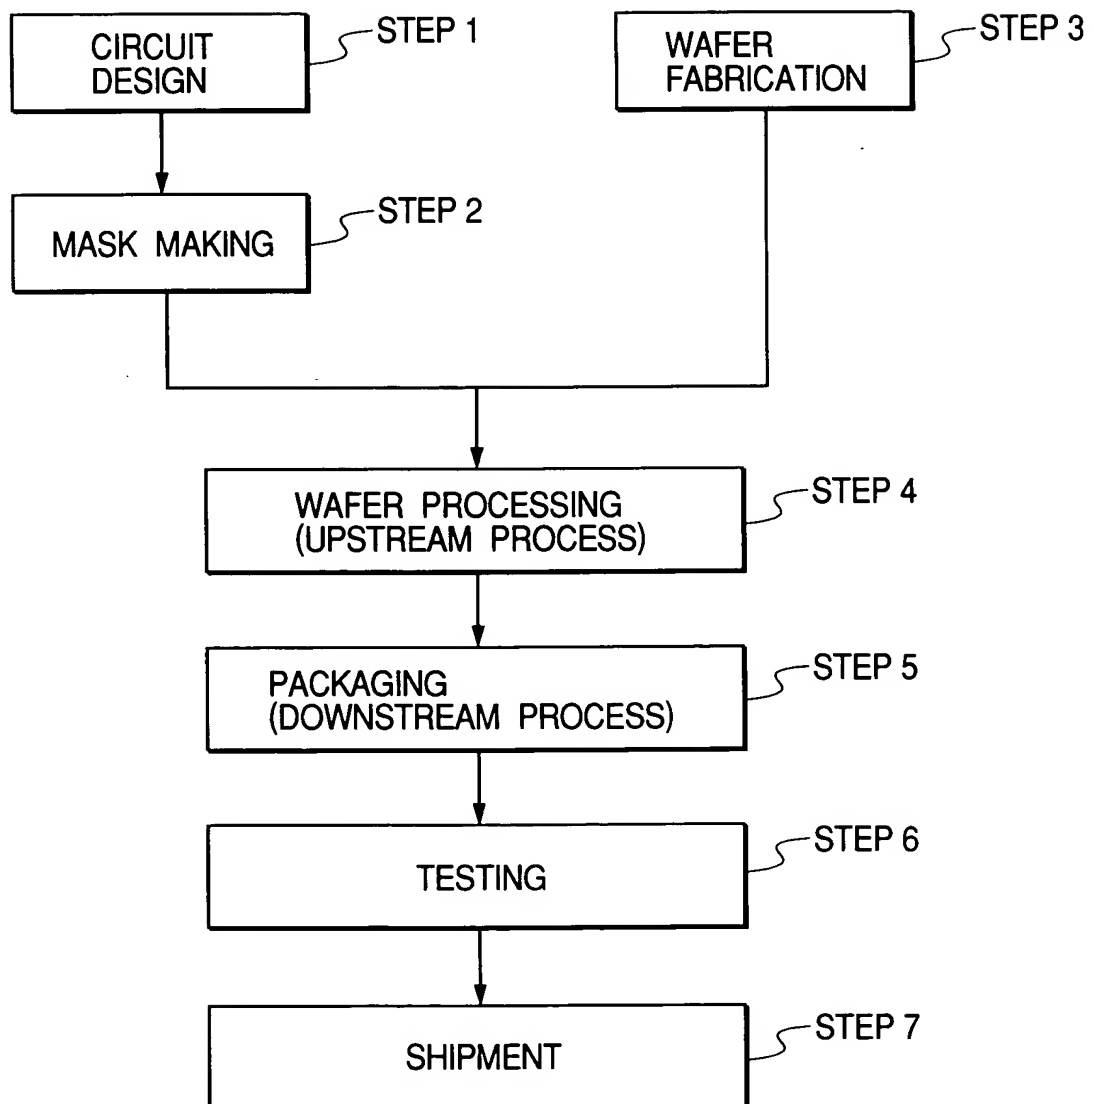 CIRCUIT
DESIGN
STEP 1
WAFER
FABRICATION
STEP 3
MASK MAKING
STEP 2
WAFER PROCESSING
(UPSTREAM PROCESS)
STEP 4
PACKAGING
(DOWNSTREAM PROCESS)
STEP 5
TESTING
STEP 6
SHIPMENT
STEP 7